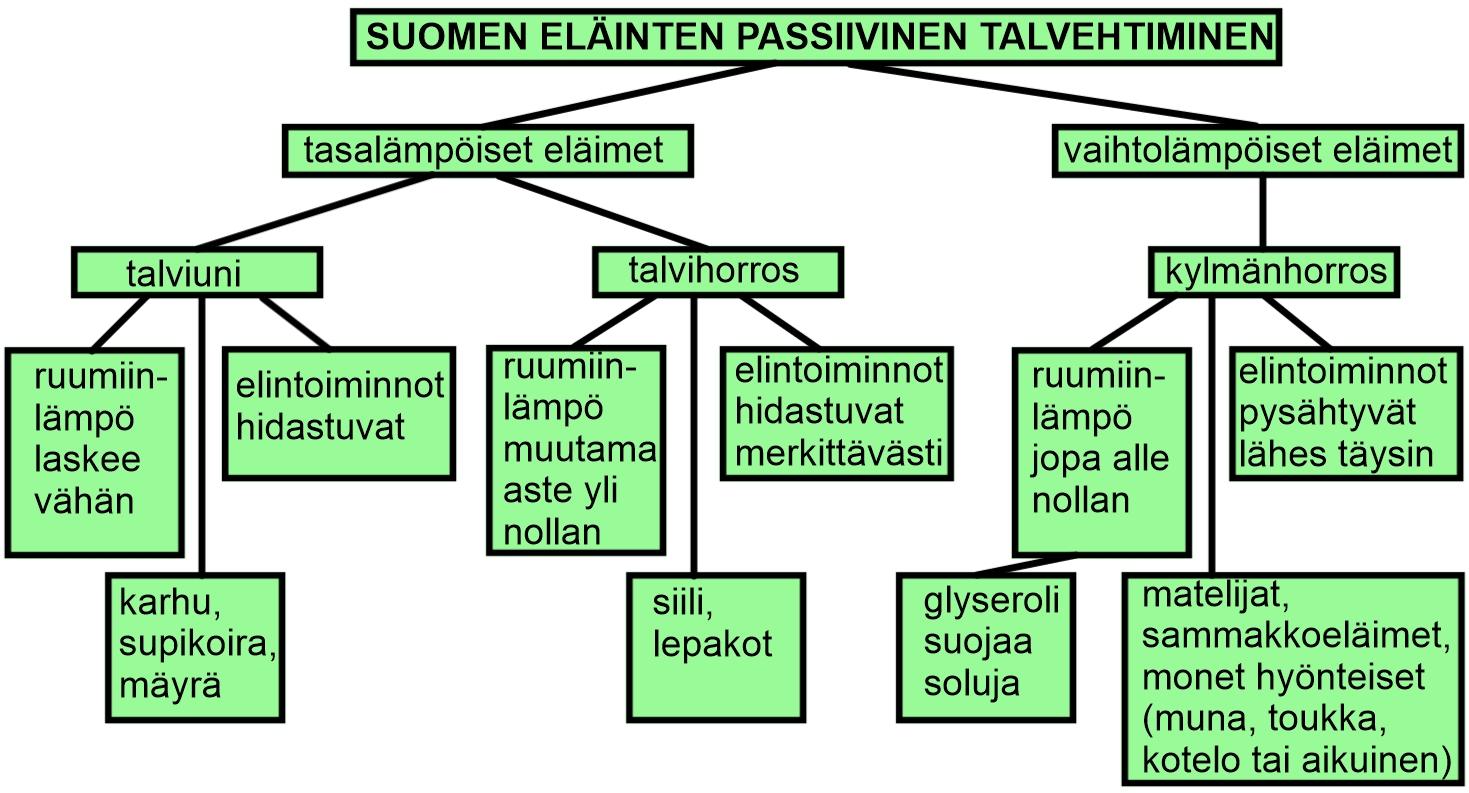 SUOMEN ELÄINTEN PASSIIVINEN TALVEHTIMINEN
tasalämpöiset eläimet
vaihtolämpöiset eläimet
talviuni
talvihorros
kylmänhorros
ruumiin-
lämpö
laskee
vähän
elintoiminnot
hidastuvat
ruumiin-
lämpö
muutama
aste yli
nollan
elintoiminnot
hidastuvat
merkittävästi
ruumiin-
lämpö
jopa alle
nollan
elintoiminnot
pysähtyvät
lähes täysin
karhu,
supikoira,
mäyrä
siili,
lepakot
glyseroli
suojaa
soluja
matelijat,
sammakkoeläimet,
monet hyönteiset
(muna, toukka,
kotelo tai aikuinen)